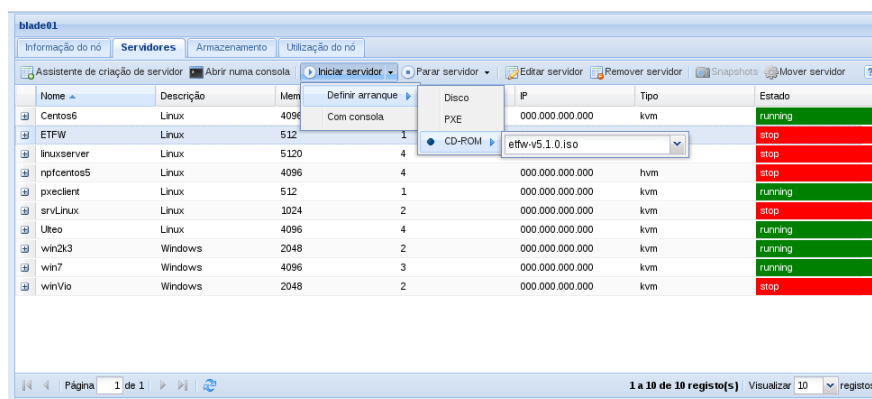 blade01
Informação do nó Servidores Armazenamento Utilização do nó
Assistente de criação de servidor Abrir numa consola Iniciar servidor Parar servidor Editar servidor Remover servidor Snapshots Mover servidor ?
Nome Descrição Mem IP Tipo Estado
Definir arranque
Com consola
Disco
PXE
CD-ROM
etfw-v5.1.0.iso
Centos6 Linux 4096 000.000.000.000 kvm running
ETFW Linux 512 1 stop
linuxserver Linux 5120 4 stop
npfcentos5 Linux 4096 4 000.000.000.000 hvm stop
pxeclient Linux 512 1 000.000.000.000 kvm running
srvLinux Linux 1024 2 000.000.000.000 kvm stop
Ulteo Linux 4096 4 000.000.000.000 kvm running
win2k3 Windows 2048 2 000.000.000.000 kvm running
win7 Windows 4096 3 000.000.000.000 kvm running
winVio Windows 2048 2 000.000.000.000 kvm stop
Página 1 de 1 1 a 10 de 10 registo(s) Visualizar 10 registos